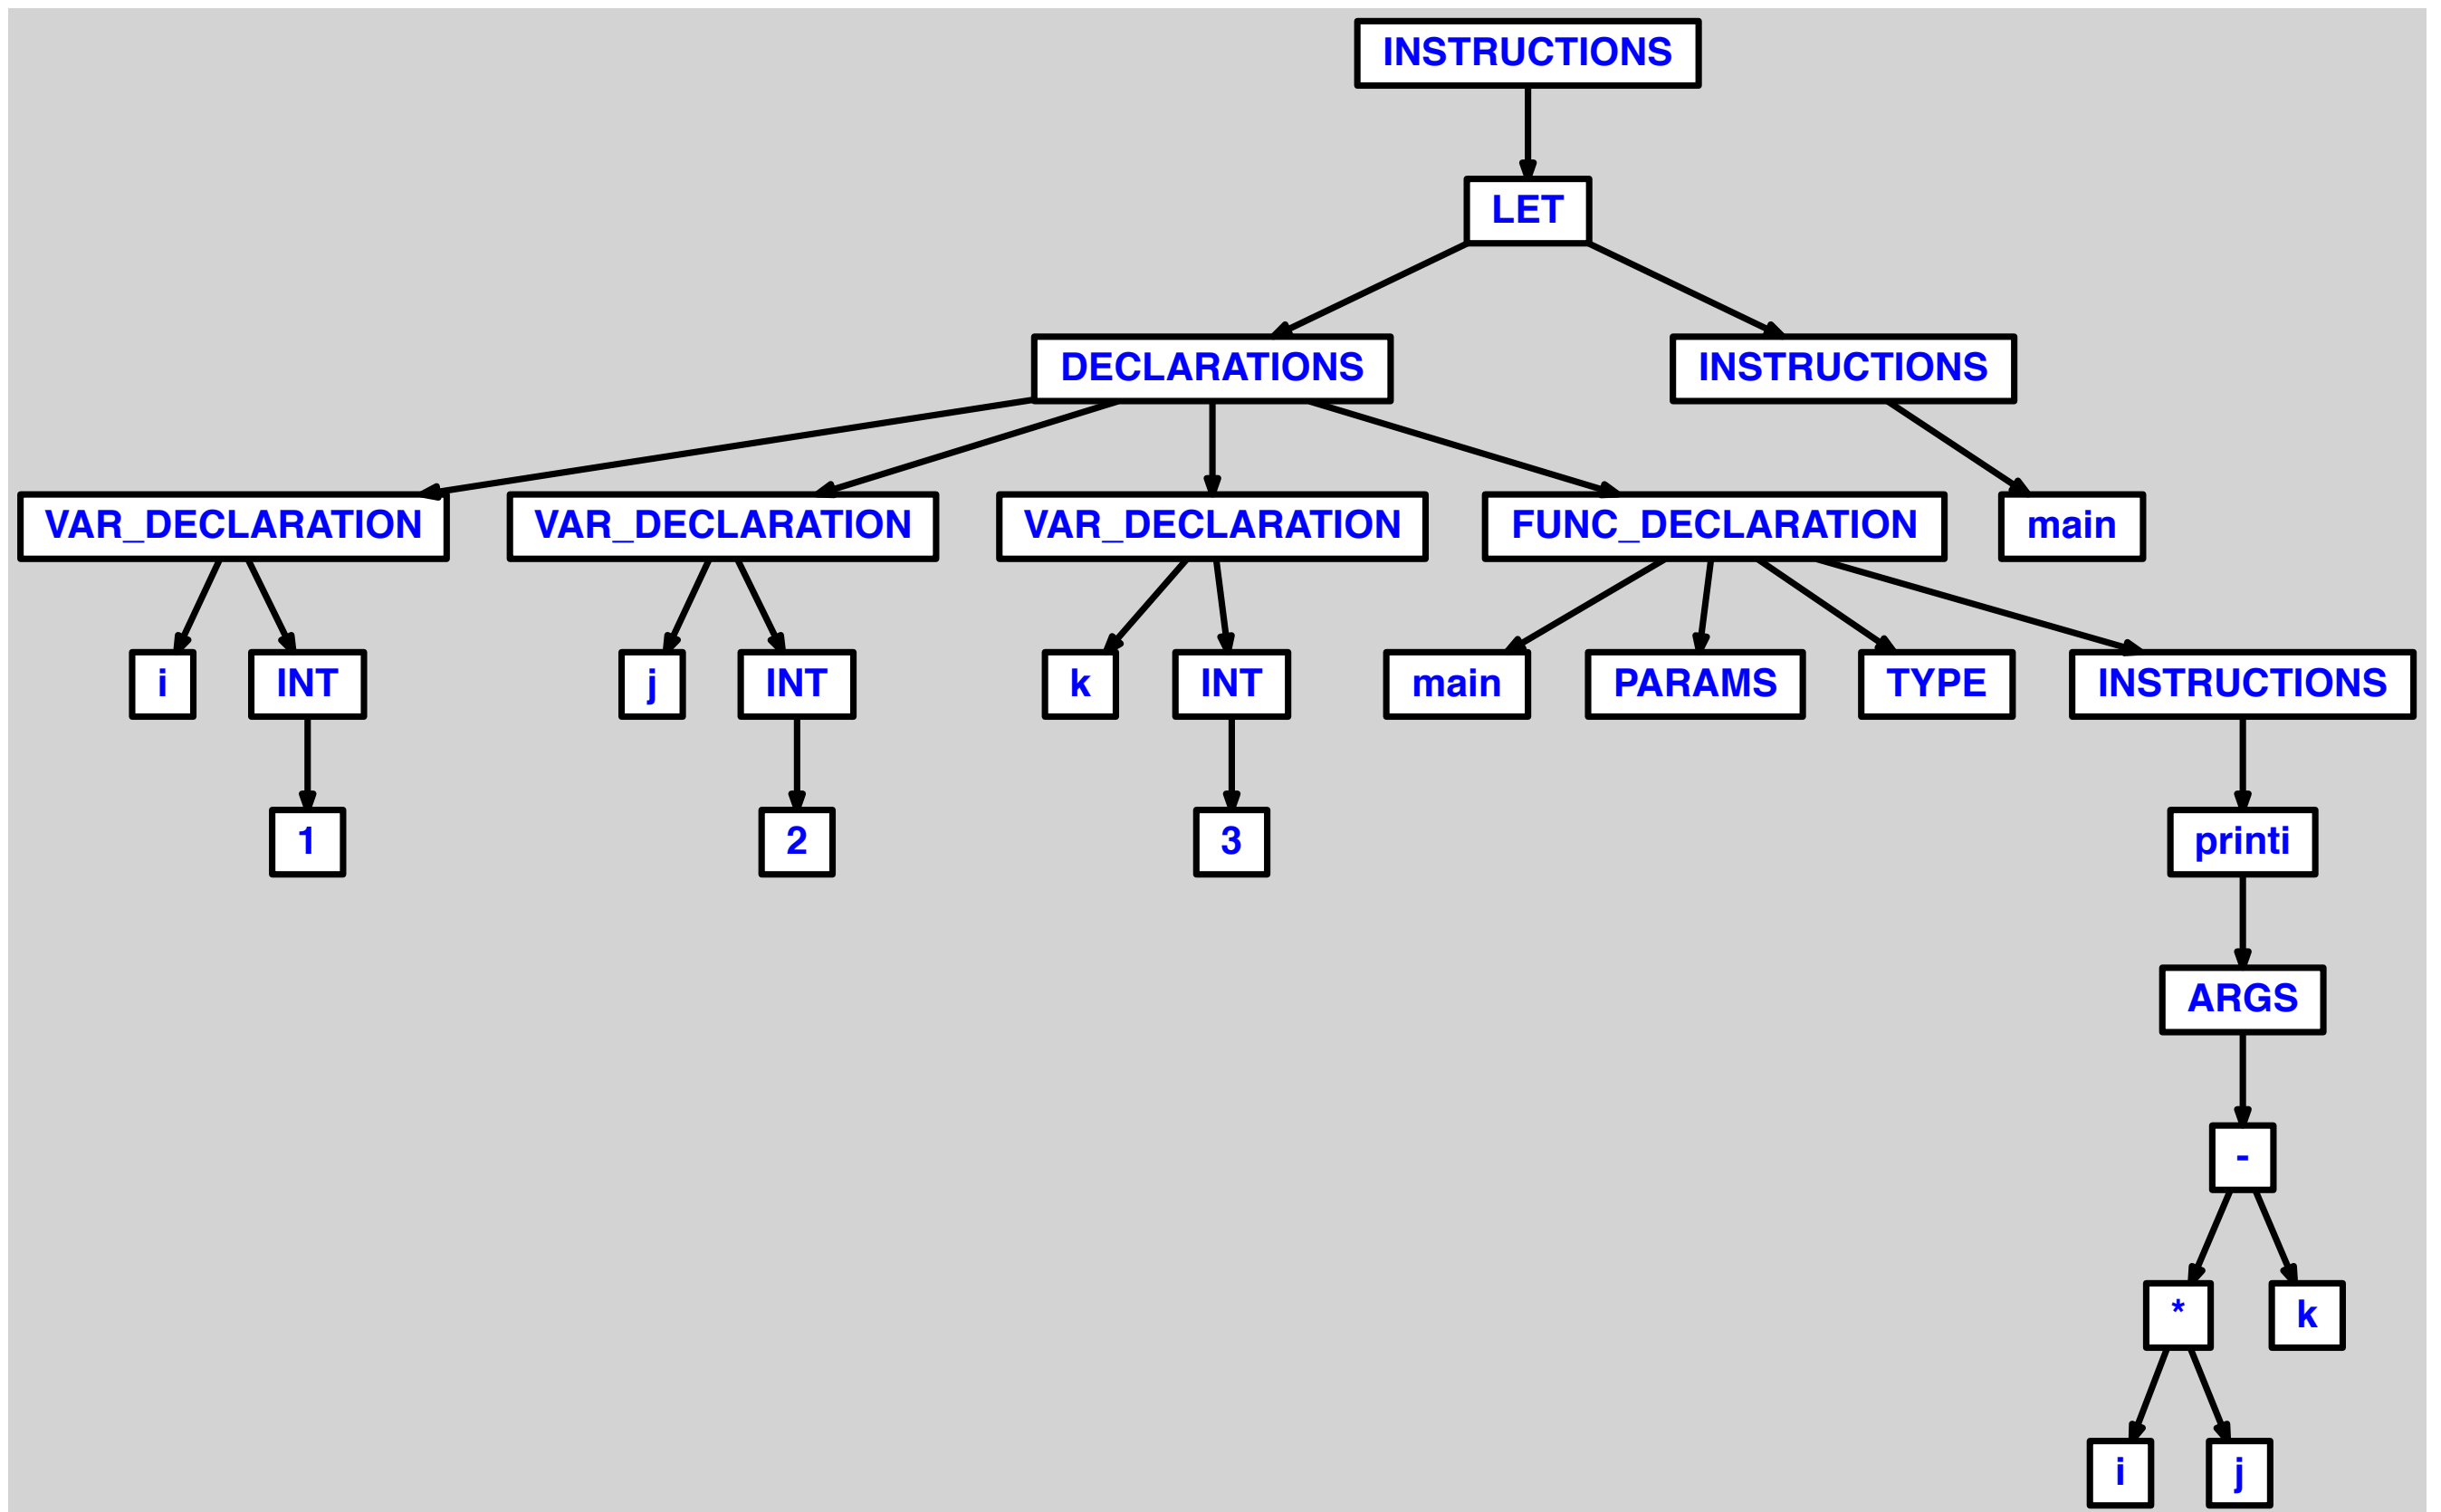 INSTRUCTIONS
LET
DECLARATIONS INSTRUCTIONS
VAR_DECLARATION VAR_DECLARATION VAR_DECLARATION FUNC_DECLARATION main
i INT j INT k INT main PARAMS TYPE INSTRUCTIONS
1 2 3 printi
ARGS
-
* k
i j